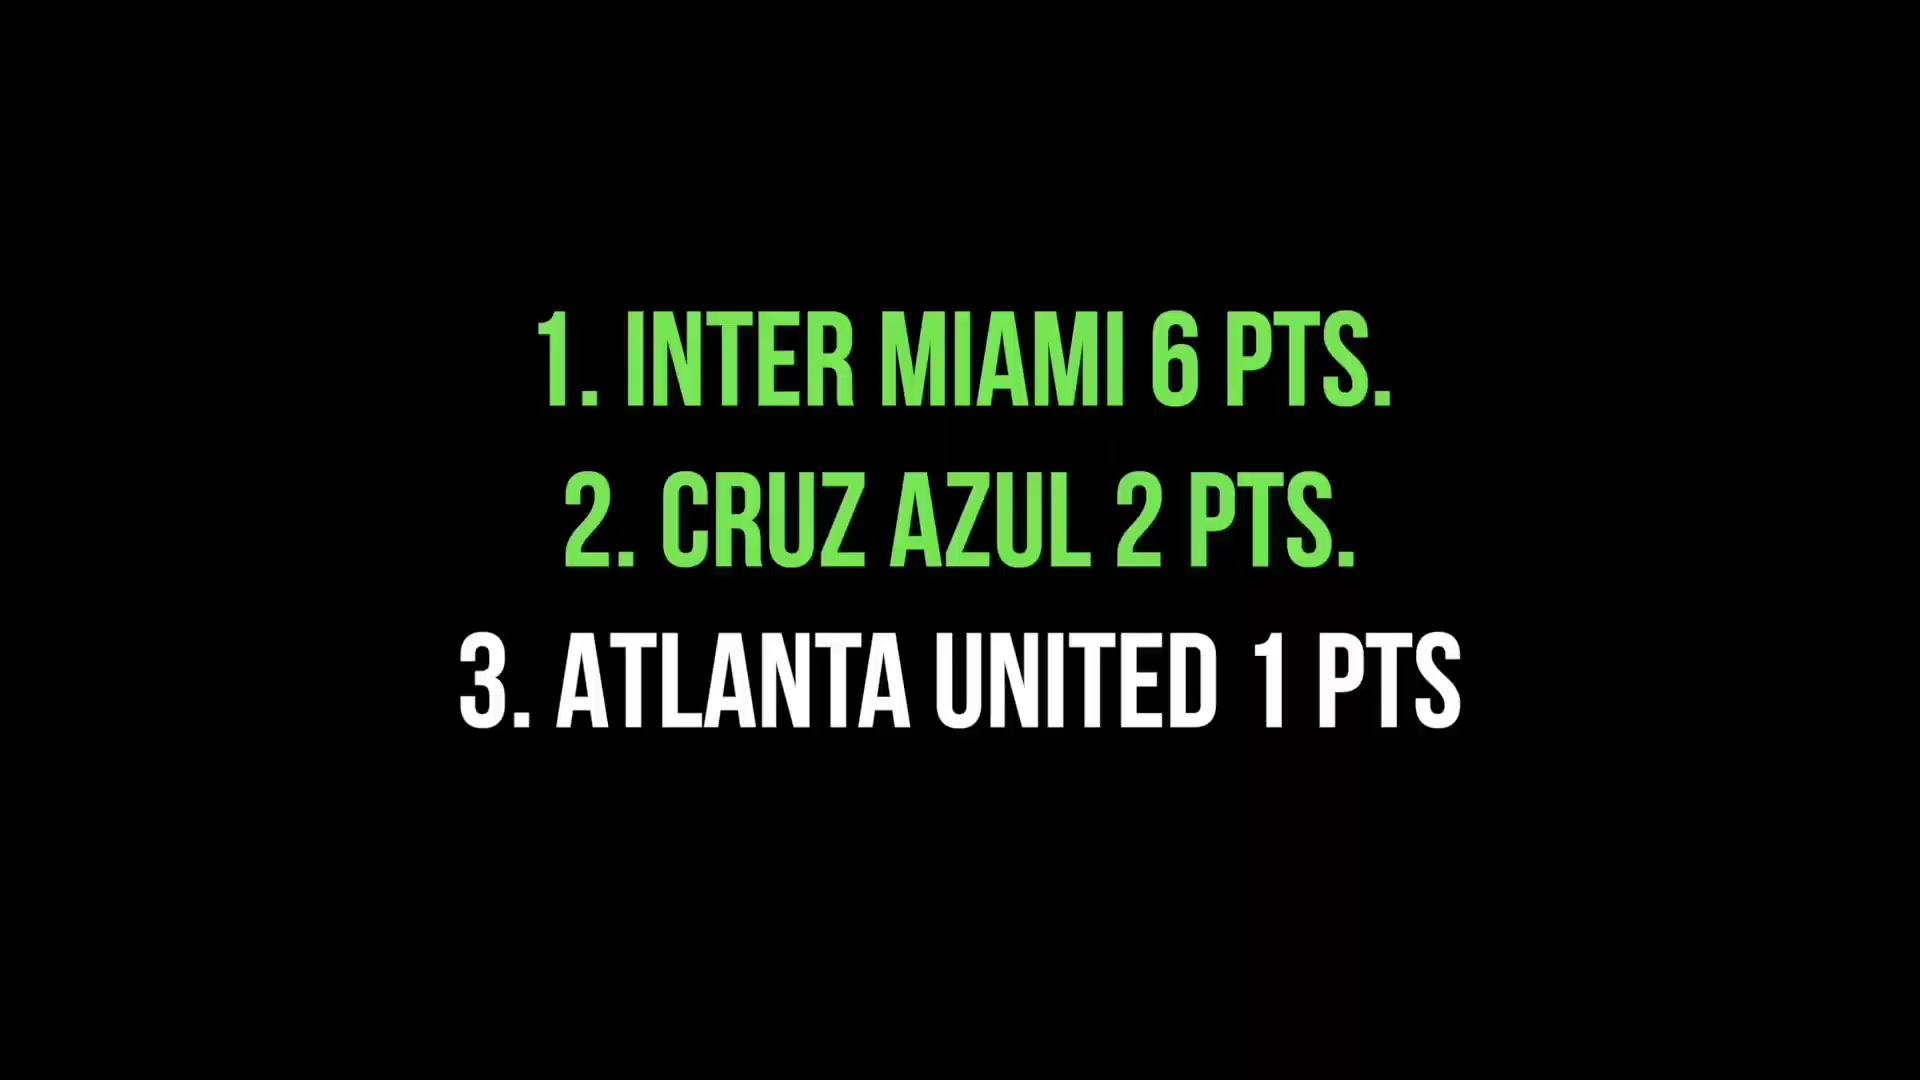 1. INTER MIAMI 6 PTS.
2. CRUZ AZUL 2 PTS.
3. ATLANTA UNITED 1 PTS